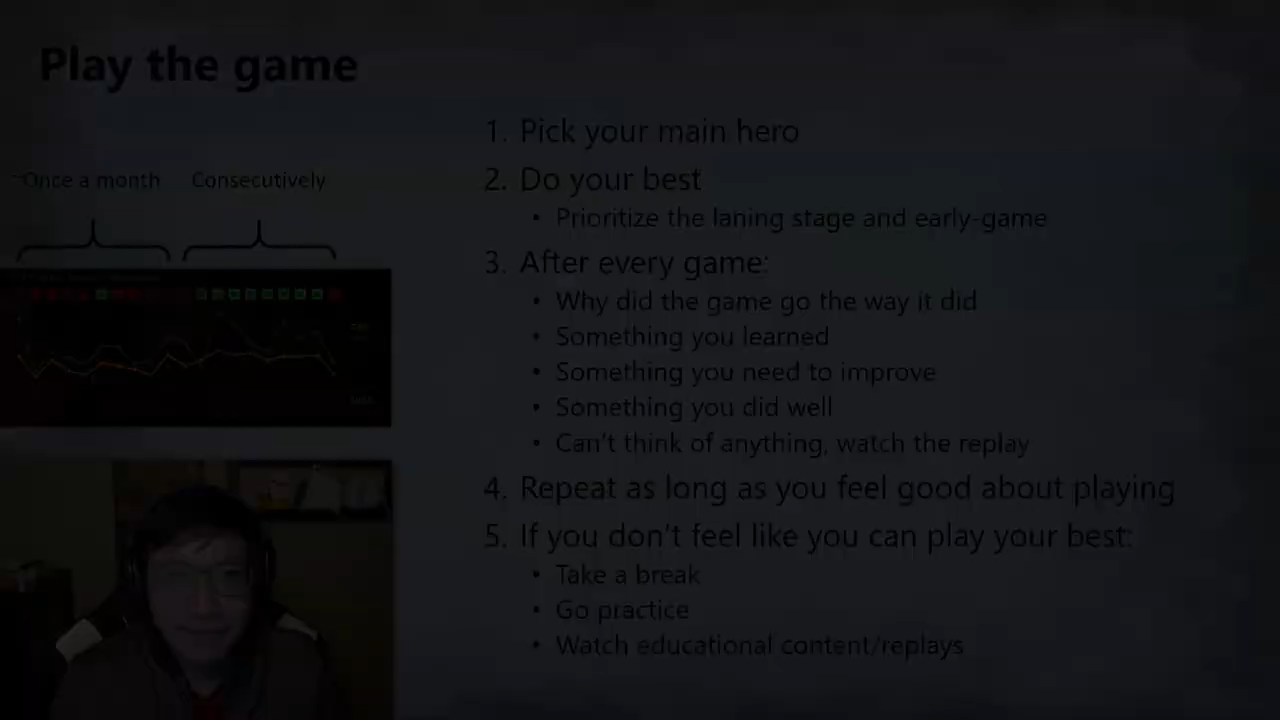 Play the game
~Once a month
Consecutively
1. Pick your main hero
2. Do your best
• Prioritize the laning stage and early-game
3. After every game:
• Why did the game go the way it did
• Something you learned
• Something you need to improve
• Something you did well
• Can't think of anything, watch the replay
4. Repeat as long as you feel good about playing
5. If you don't feel like you can play your best:
• Take a break
• Go practice
• Watch educational content/replays